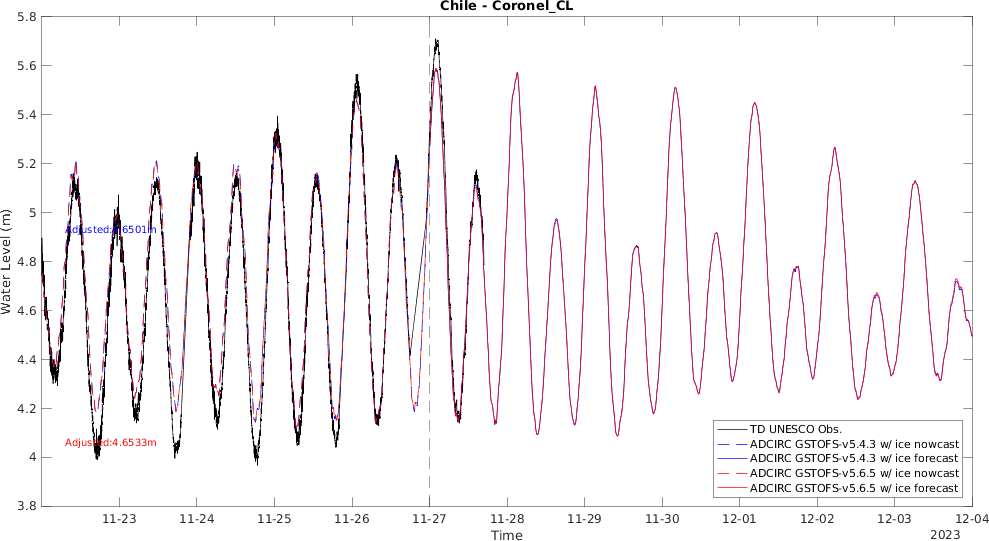 Chile - Coronel_CL
5.8
5.6
5.4
5.2
5
4.8
4.6
4.4
4.2
4
3.8
Water Level (m)
Adjusted:4.6501m
Adjusted:4.6533m
TD UNESCO Obs.
ADCIRC GSTOFS-v5.4.3 w/ ice nowcast
ADCIRC GSTOFS-v5.4.3 w/ ice forecast
ADCIRC GSTOFS-v5.6.5 w/ ice nowcast
ADCIRC GSTOFS-v5.6.5 w/ ice forecast
11-23 11-24 11-25 11-26 11-27 11-28 11-29 11-30 12-01 12-02 12-03 12-04
Time
2023